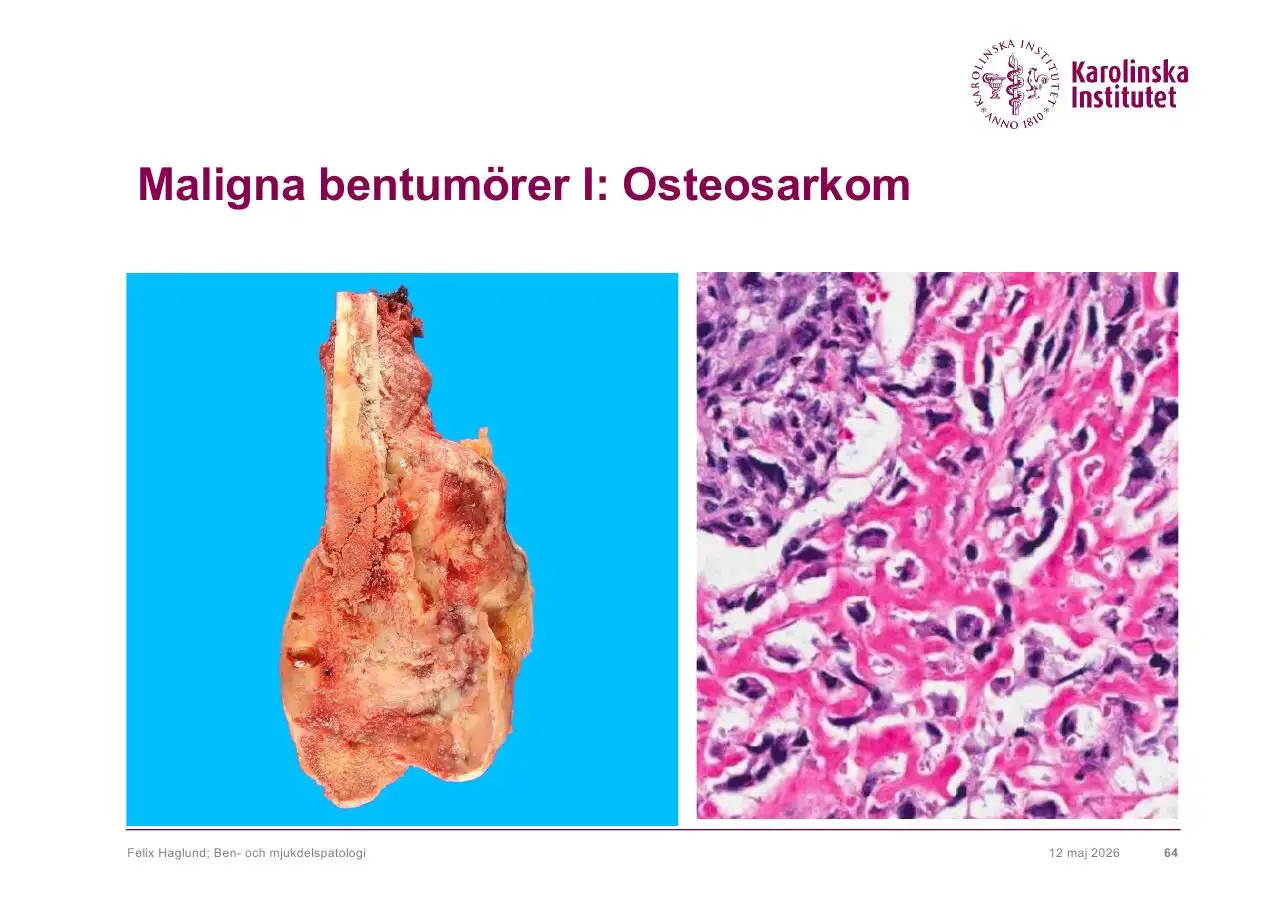 KAROLINSKA INSTITUTET
* ANNO 1810 *
Karolinska
Institutet
Maligna bentumörer I: Osteosarkom
Felix Haglund; Ben- och mjukdelspatologi
12 maj 2026
64